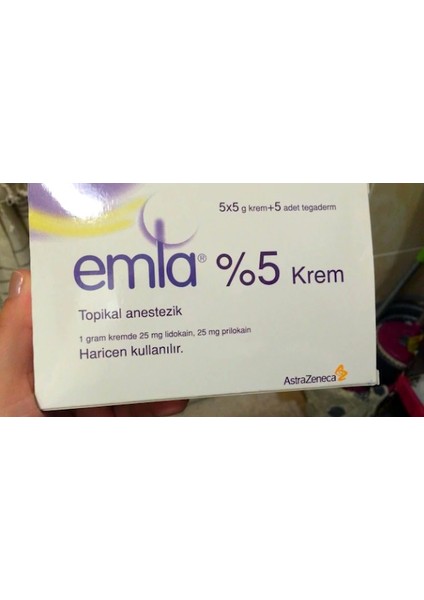 5x5 g krem+5 adet tegaderm
emla® %5 Krem
Topikal anestezik
1 gram kremde 25 mg lidokain, 25 mg prilokain
Haricen kullanılır.
AstraZeneca